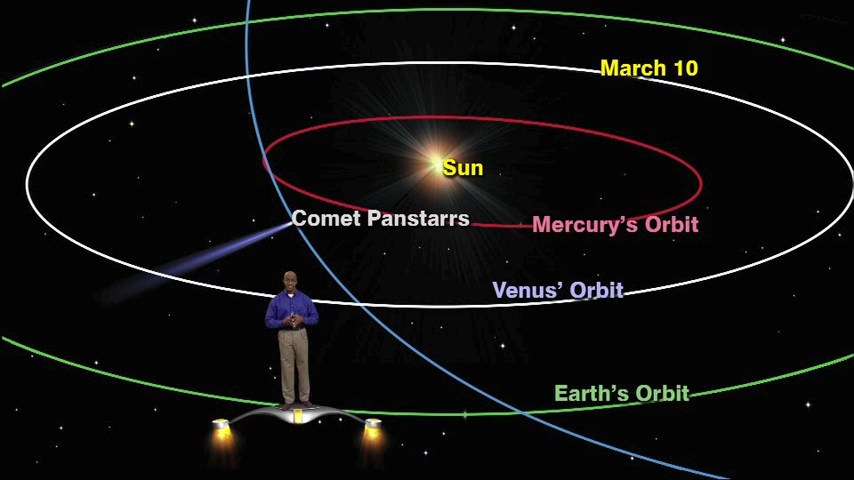 March 10
Sun
Comet Panstarrs
Mercury's Orbit
Venus' Orbit
Earth's Orbit